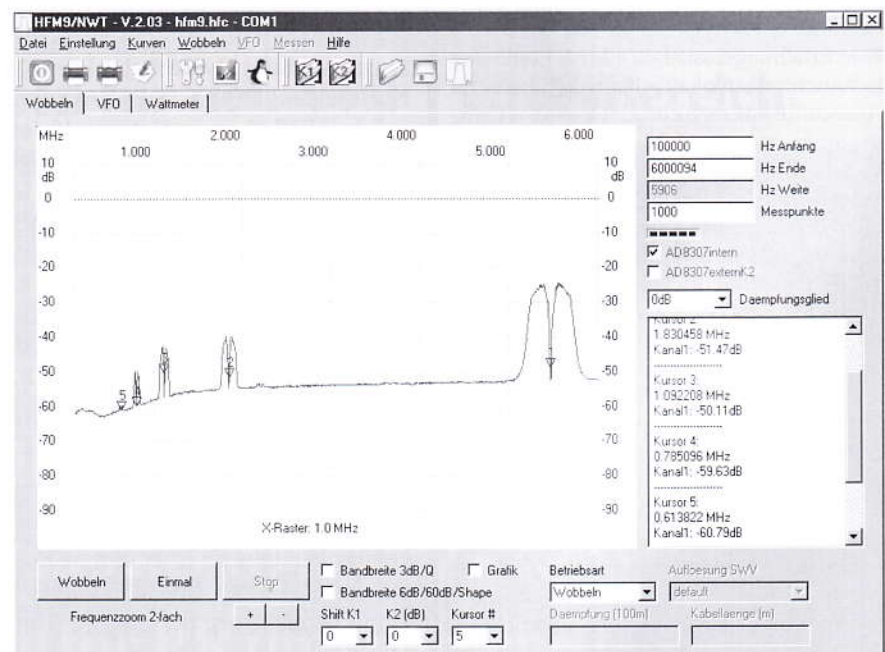 HFM9/NWT - V.2.03 - hfm9.hfc - COM1
Datei Einstellung Kurven Wobbeln VFO Messen Hilfe
K1 K2
Wobbeln VFO Wattmeter
MHz 2.000 4.000 6.000
1.000 3.000 5.000
10 10
dB dB
0 0
-10 -10
-20 -20
-30 -30
-40 -40
-50 -50
-60 -60
-70 -70
-80 -80
-90 -90
5
2
X-Raster: 1.0 MHz
100000 Hz Anfang
6000094 Hz Ende
5906 Hz Weite
1000 Messpunkte
AD8307intern
AD8307externK2
0dB Daempfungsglied
Kursor 2:
1.830458 MHz
Kanal1: -51.47dB
--------------------
Kursor 3:
1.092208 MHz
Kanal1: -50.11dB
--------------------
Kursor 4:
0.785096 MHz
Kanal1: -59.63dB
--------------------
Kursor 5:
0.613822 MHz
Kanal1: -60.79dB
Wobbeln Einmal Stop
Frequenzzoom 2-fach + -
Bandbreite 3dB/Q Grafik
Bandbreite 6dB/60dB/Shape
Shift K1 K2 (dB) Kursor #
0 0 5
Betriebsart Aufloesung SWV
Wobbeln default
Daempfung (100m) Kabellaenge (m)